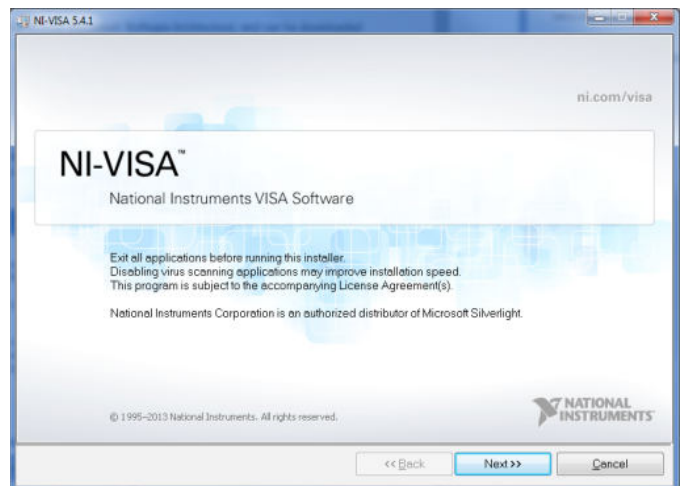 NI-VISA 5.4.1
ni.com/visa
NI-VISA™
National Instruments VISA Software
Exit all applications before running this installer.
Disabling virus scanning applications may improve installation speed.
This program is subject to the accompanying License Agreement(s).
National Instruments Corporation is an authorized distributor of Microsoft Silverlight.
© 1995–2013 National Instruments. All rights reserved.
NATIONAL
INSTRUMENTS
<< Back
Next >>
Cancel